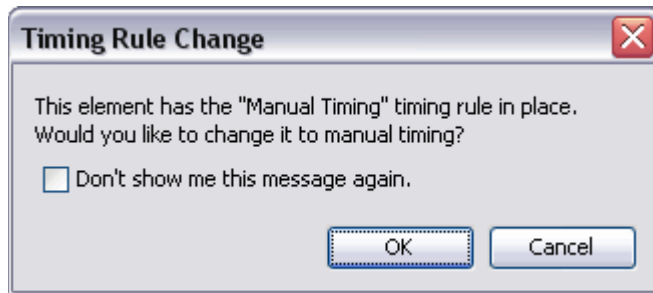 Timing Rule Change
This element has the "Manual Timing" timing rule in place.
Would you like to change it to manual timing?
Don't show me this message again.
OK
Cancel